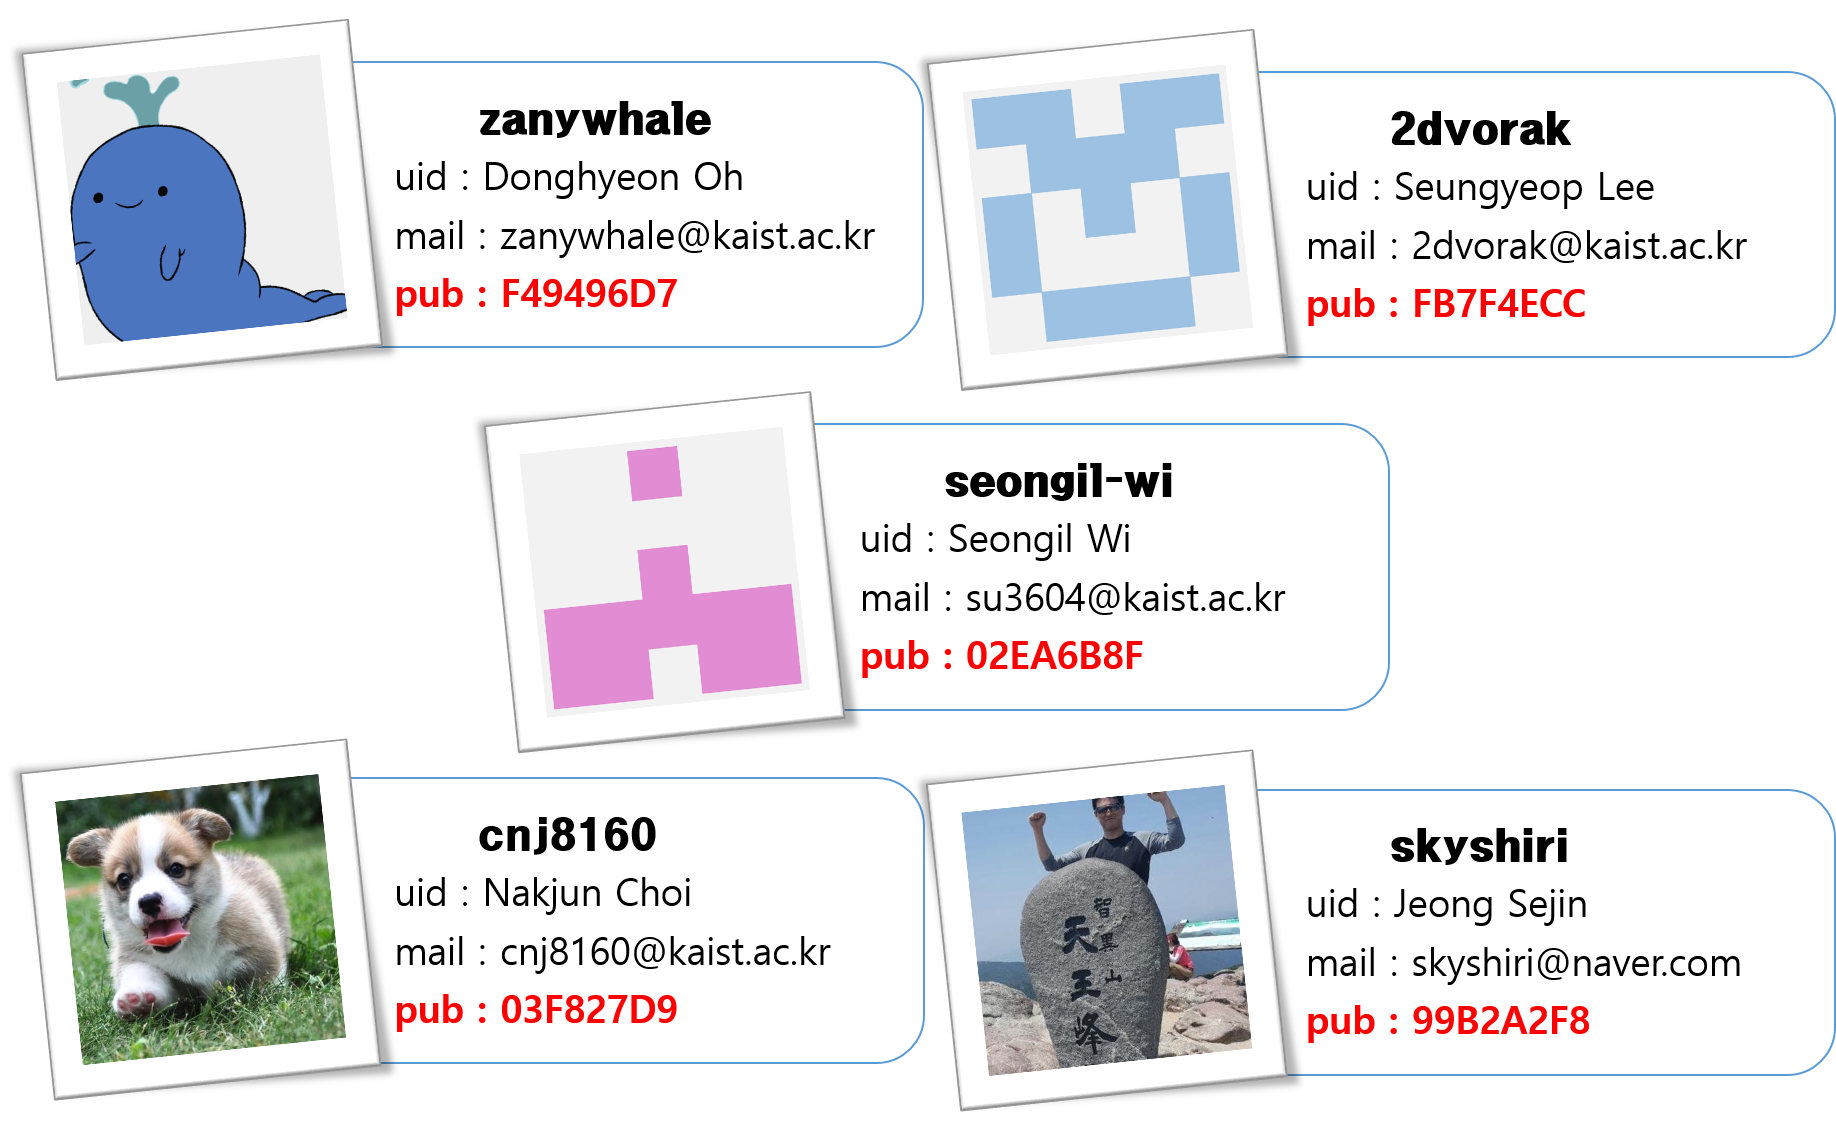 zanywhale
uid : Donghyeon Oh
mail : zanywhale@kaist.ac.kr
pub : F49496D7
2dvorak
uid : Seungyeop Lee
mail : 2dvorak@kaist.ac.kr
pub : FB7F4ECC
seongil-wi
uid : Seongil Wi
mail : su3604@kaist.ac.kr
pub : 02EA6B8F
cnj8160
uid : Nakjun Choi
mail : cnj8160@kaist.ac.kr
pub : 03F827D9
skyshiri
uid : Jeong Sejin
mail : skyshiri@naver.com
pub : 99B2A2F8
智異山
天王峰